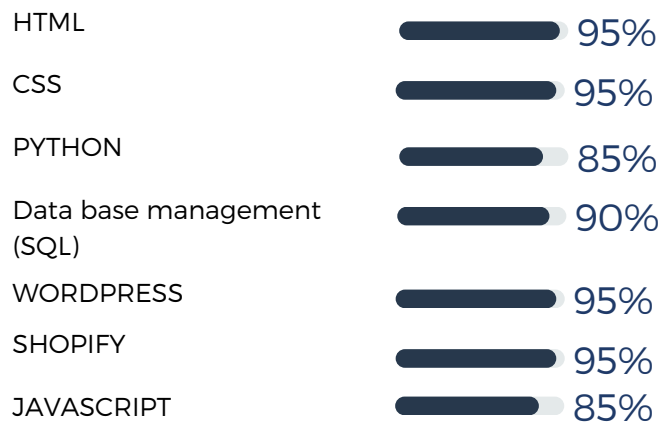 HTML 95%
CSS 95%
PYTHON 85%
Data base management 90%
(SQL)
WORDPRESS 95%
SHOPIFY 95%
JAVASCRIPT 85%